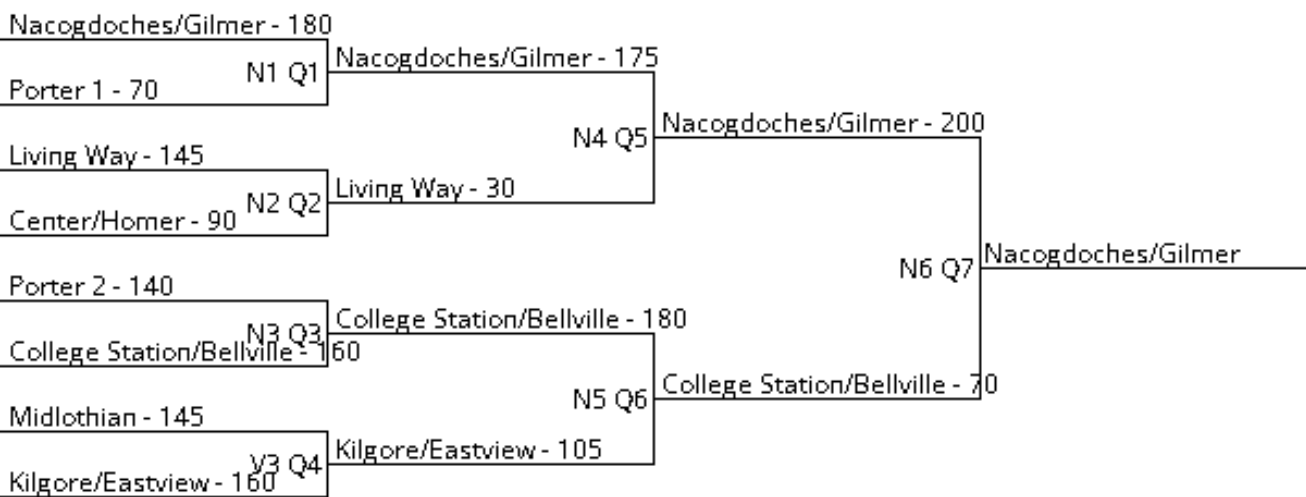 Nacogdoches/Gilmer - 180
N1 Q1
Nacogdoches/Gilmer - 175
Porter 1 - 70
N4 Q5
Nacogdoches/Gilmer - 200
Living Way - 145
N2 Q2
Living Way - 30
Center/Homer - 90
N6 Q7
Nacogdoches/Gilmer
Porter 2 - 140
N3 Q3
College Station/Bellville - 180
College Station/Bellville - 160
N5 Q6
College Station/Bellville - 70
Midlothian - 145
V3 Q4
Kilgore/Eastview - 105
Kilgore/Eastview - 160